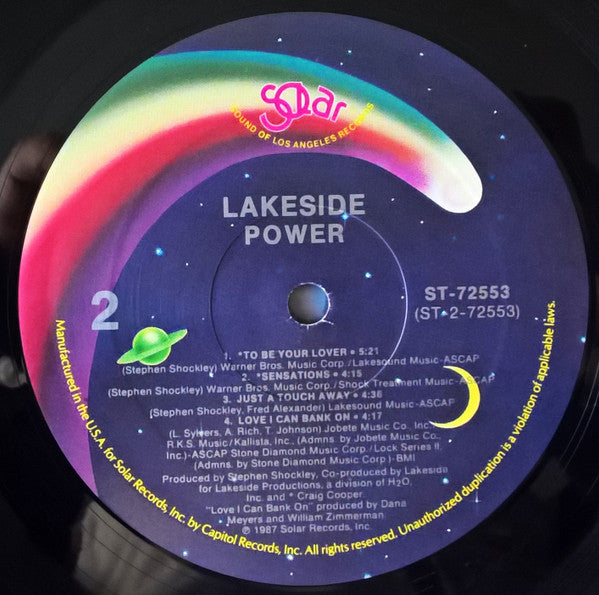 Solar
SOUND OF LOS ANGELES RECORDS
LAKESIDE
POWER
2
ST-72553
(ST-2-72553)
1. *TO BE YOUR LOVER • 5:21
(Stephen Shockley) Warner Bros. Music Corp./Lakesound Music-ASCAP
2. *SENSATIONS • 4:15
(Stephen Shockley) Warner Bros. Music Corp./Shock Treatment Music-ASCAP
3. JUST A TOUCH AWAY • 4:36
(Stephen Shockley, Fred Alexander) Lakesound Music-ASCAP
4. LOVE I CAN BANK ON • 4:17
(L. Sylvers, A. Rich, T. Johnson) Jobete Music Co., Inc./
R.K.S. Music/Kallista, Inc., (Admns. by Jobete Music Co.,
Inc.)-ASCAP Stone Diamond Music Corp./Lock Series II,
(Admns. by Stone Diamond Music Corp.)-BMI
Produced by Stephen Shockley, Co-produced by Lakeside
for Lakeside Productions, a division of H2O,
Inc. and * Craig Cooper
"Love I Can Bank On" produced by Dana
Meyers and William Zimmerman
℗ 1987 Solar Records, Inc.
Manufactured in the U.S.A. for Solar Records, Inc. by Capitol Records, Inc. All rights reserved. Unauthorized duplication is a violation of applicable laws.